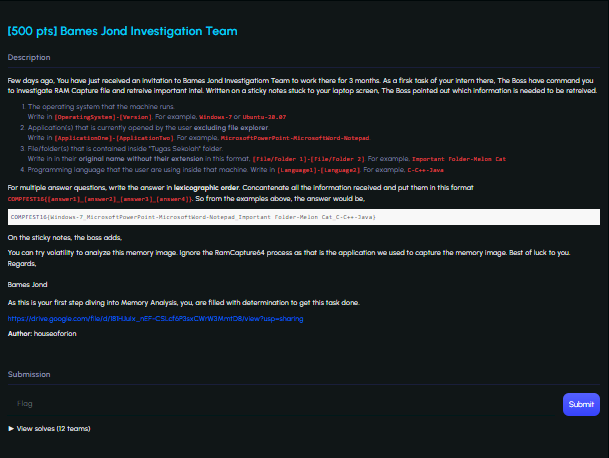 [500 pts] Bames Jond Investigation Team
Description
Few days ago, You have just received an invitation to Bames Jond Investigatiom Team to work there for 3 months. As a firsk task of your intern there, The Boss have command you
to investigate RAM Capture file and retreive important intel. Written on a sticky notes stuck to your laptop screen, The Boss pointed out which information is needed to be retreived.
1. The operating system that the machine runs.
Write in [OperatingSystem]-[Version]. For example, Windows-7 or Ubuntu-20.07
2. Application(s) that is currently opened by the user excluding file explorer.
Write in [ApplicationOne]-[ApplicationTwo]. For example, MicrosoftPowerPoint-MicrosoftWord-Notepad
3. File/folder(s) that is contained inside "Tugas Sekolah" folder.
Write in in their original name without their extension in this format, [File/Folder 1]-[File/Folder 2]. For example, Important Folder-Melon Cat
4. Programming language that the user are using inside that machine. Write in [Language1]-[Language2]. For example, C-C++-Java
For multiple answer questions, write the answer in lexicographic order. Concantenate all the information received and put them in this format
COMPFEST16{[answer1]_[answer2]_[answer3]_[answer4]}. So from the examples above, the answer would be,
COMPFEST16{Windows-7_MicrosoftPowerPoint-MicrosoftWord-Notepad_Important Folder-Melon Cat_C-C++-Java}
On the sticky notes, the boss adds,
You can try volatility to analyze this memory image. Ignore the RamCapture64 process as that is the application we used to capture the memory image. Best of luck to you.
Regards,
Bames Jond
As this is your first step diving into Memory Analysis, you, are filled with determination to get this task done.
Author: houseoforion
Submission
Flag
Submit
▶ View solves (12 teams)